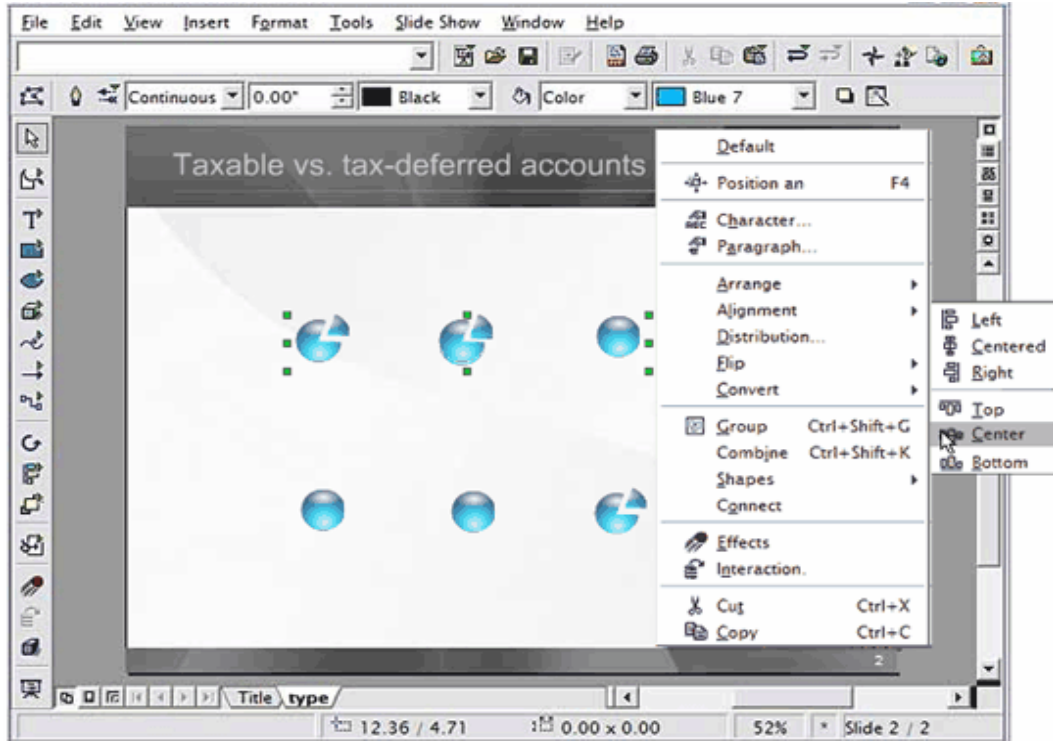 File Edit View Insert Format Tools Slide Show Window Help
Continuous 0.00" Black Color Blue 7
Taxable vs. tax-deferred accounts
Default
Position an F4
Character...
Paragraph...
Arrange
Alignment
Distribution...
Flip
Convert
Group Ctrl+Shift+G
Combine Ctrl+Shift+K
Shapes
Connect
Effects
Interaction.
Cut Ctrl+X
Copy Ctrl+C
Left
Centered
Right
Top
Center
Bottom
2
Title type
12.36 / 4.71 0.00 x 0.00 52% * Slide 2 / 2